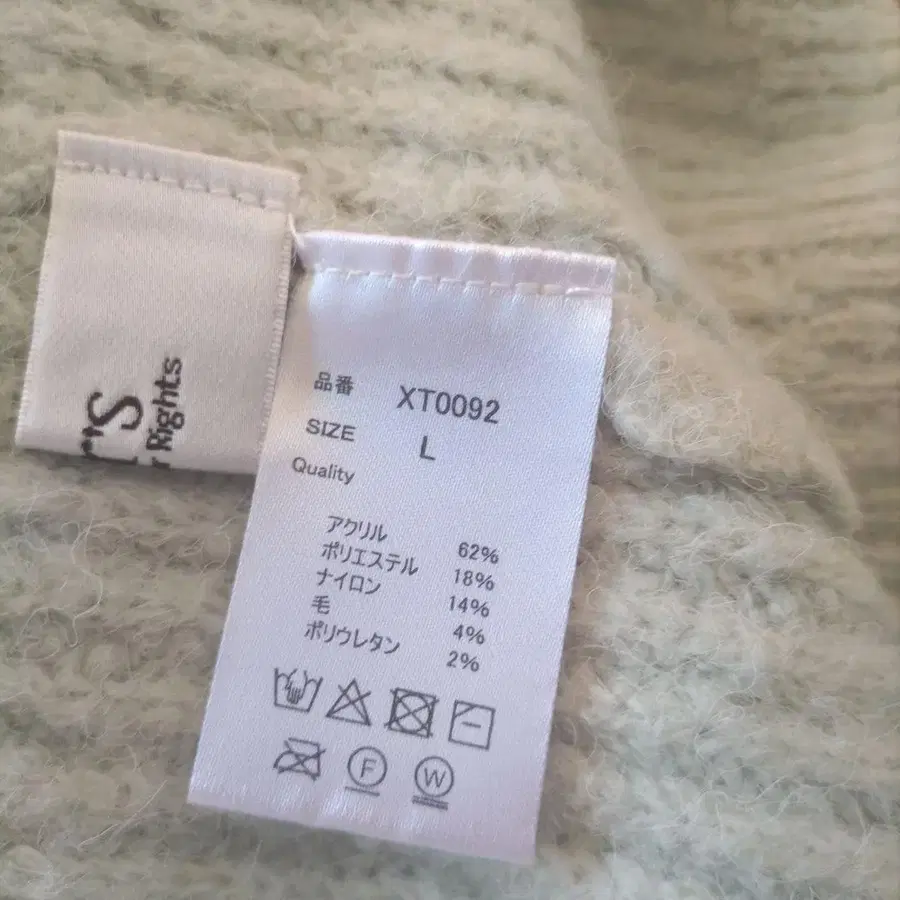 品番 XT0092
SIZE L
Quality
アクリル 62%
ポリエステル 18%
ナイロン 14%
毛 4%
ポリウレタン 2%
F
W
Rights